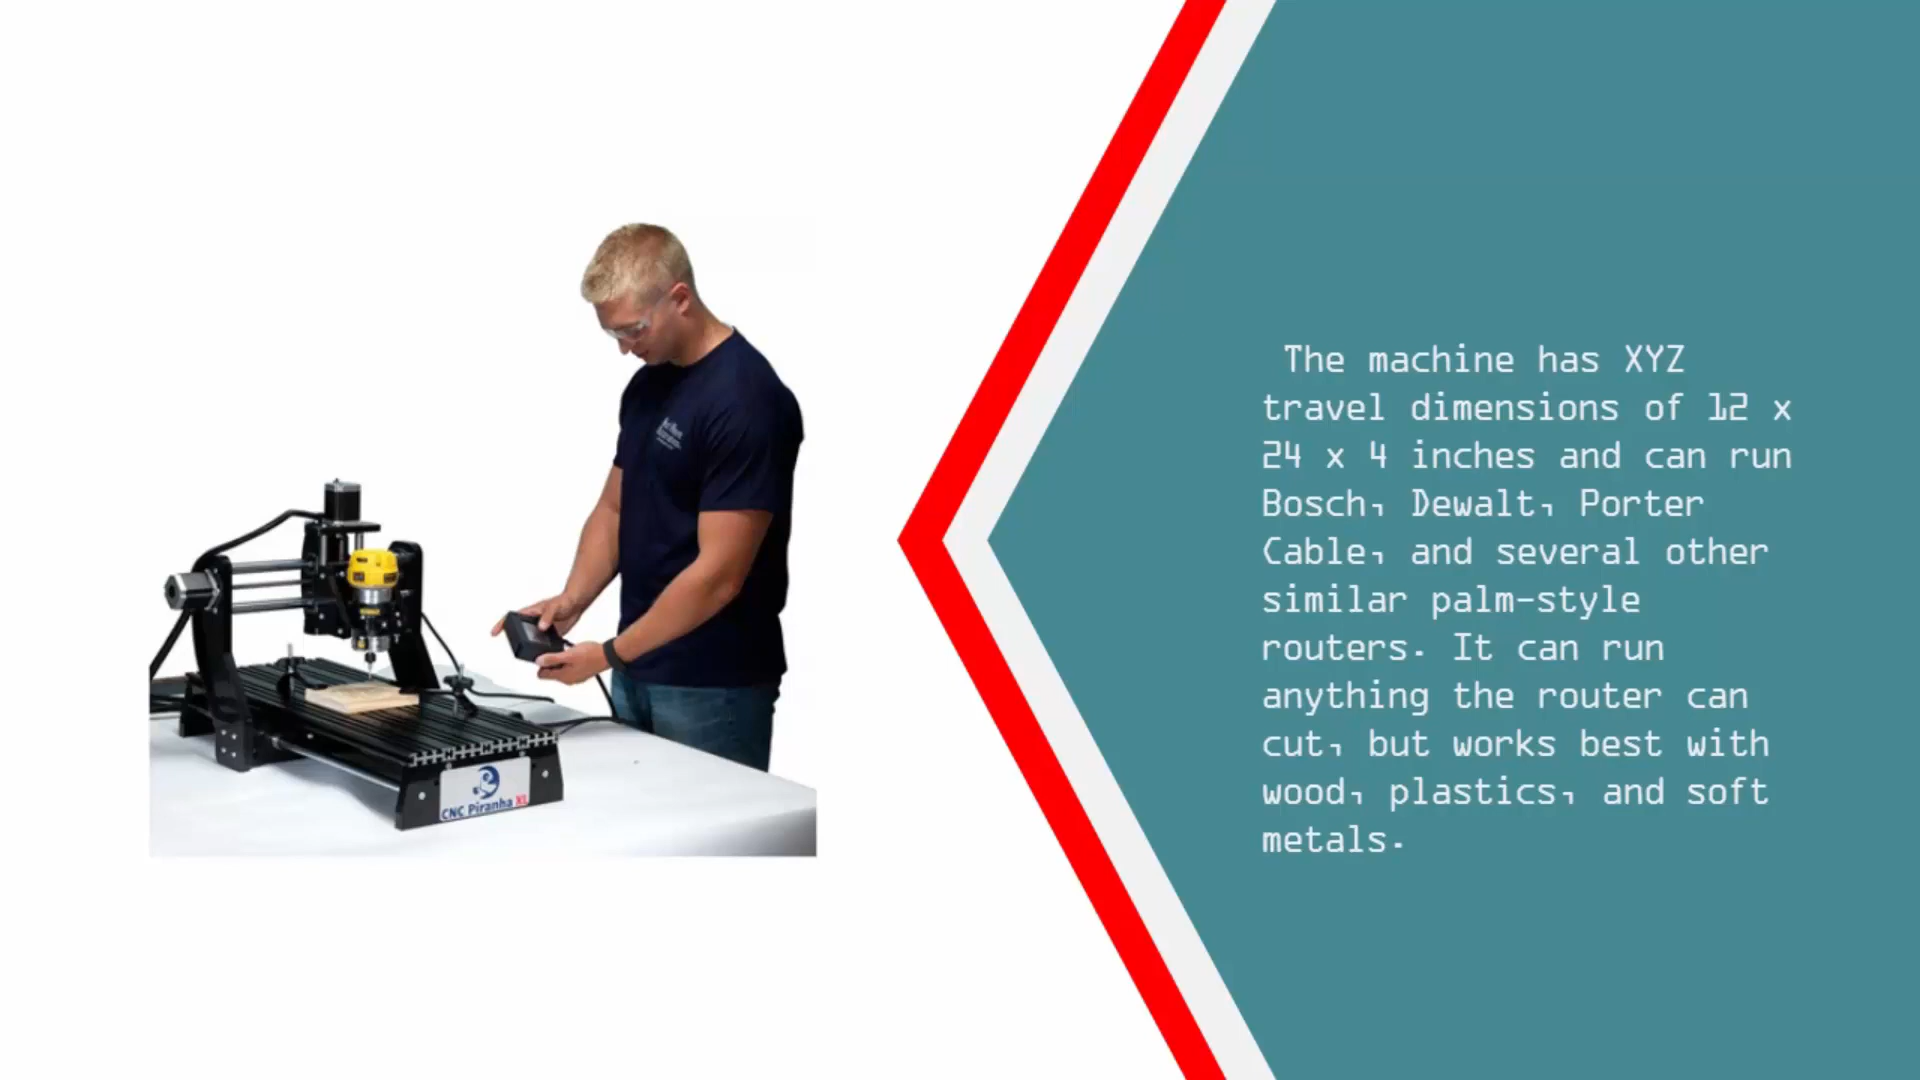 The machine has XYZ
travel dimensions of 12 x
24 x 4 inches and can run
Bosch, Dewalt, Porter
Cable, and several other
similar palm-style
routers. It can run
anything the router can
cut, but works best with
wood, plastics, and soft
metals.
CNC Piranha XL